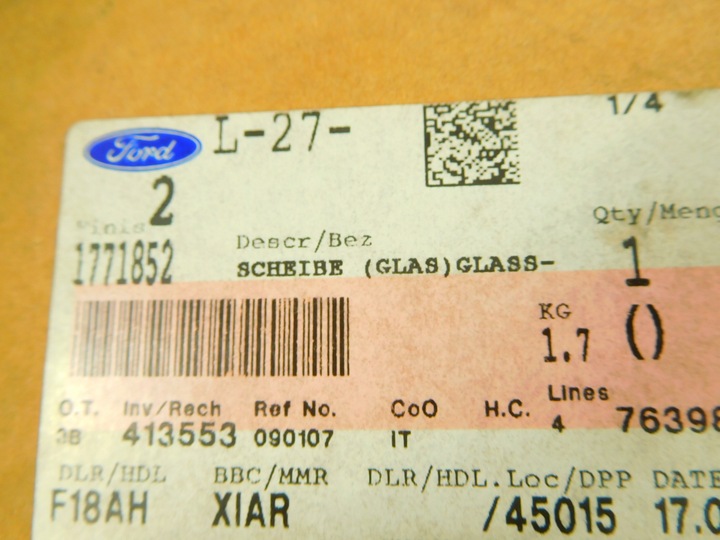 Ford L-27- 1/4
2
Finis Descr/Bez Qty/Meng
1771852 SCHEIBE (GLAS)GLASS- 1
KG
1.7 ()
O.T. Inv/Rech Ref No. CoO H.C. Lines
3B 413553 090107 IT 4 76398
DLR/HDL BBC/MMR DLR/HDL.Loc/DPP DATE
F18AH XIAR /45015 17.0